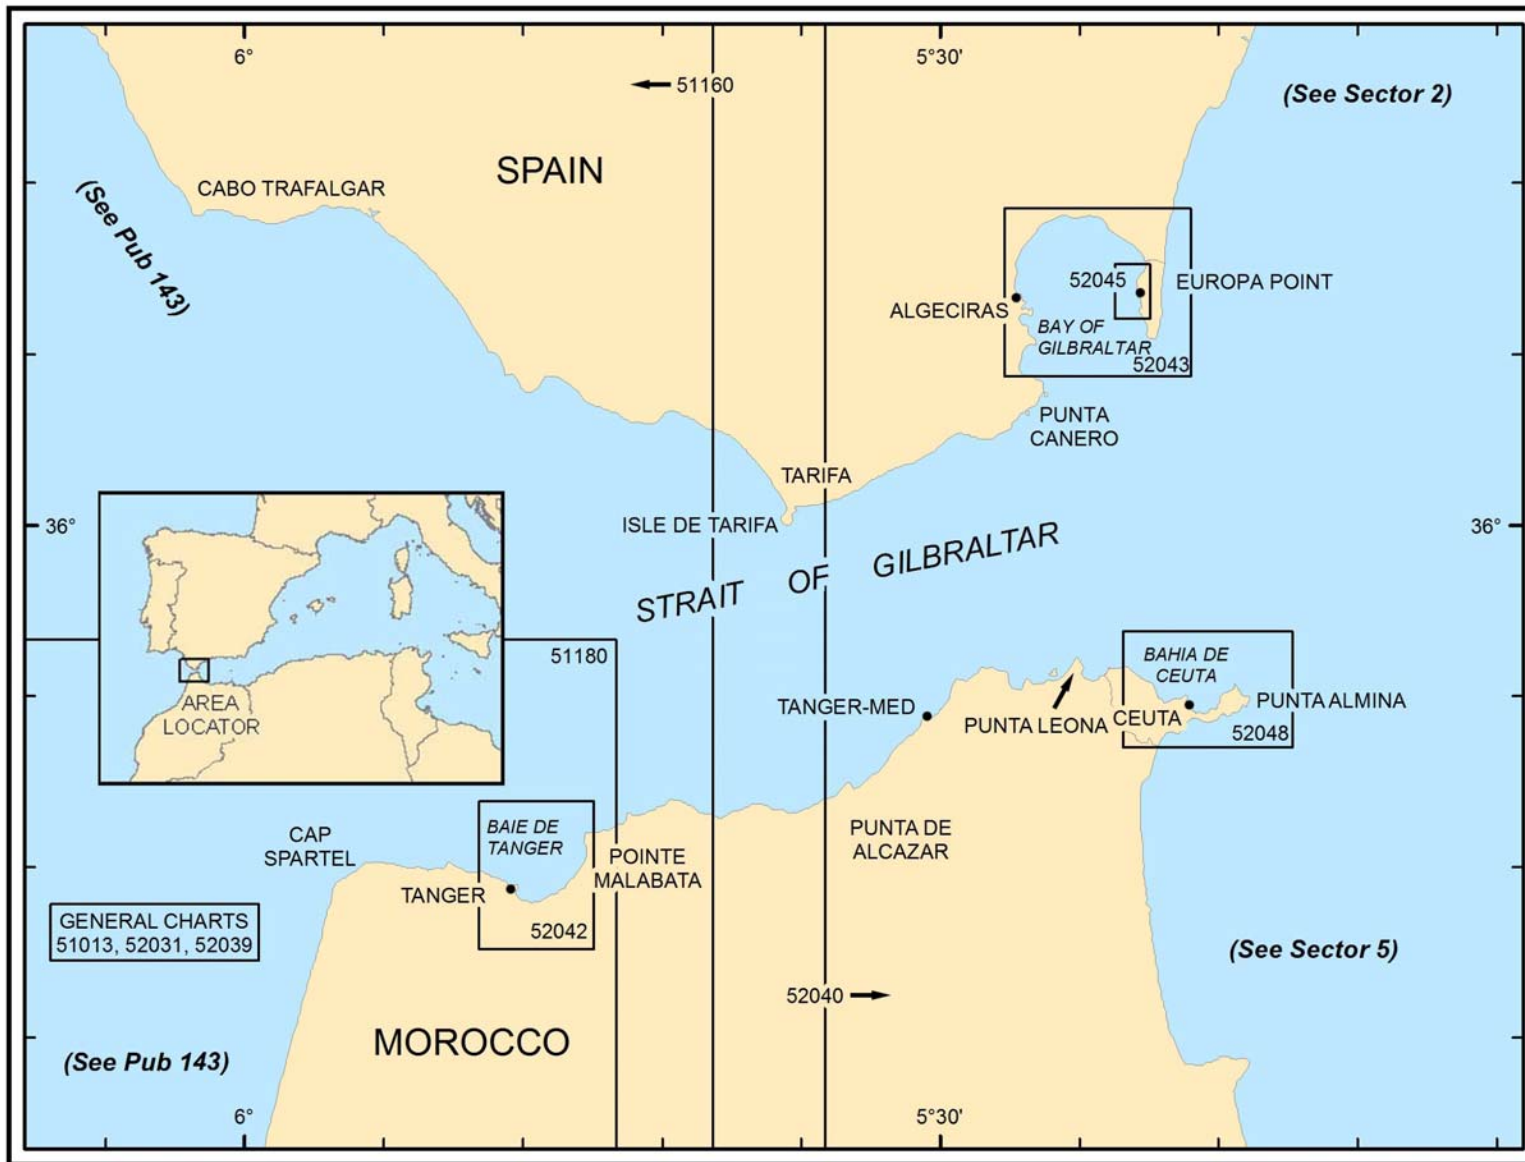 6°
5°30'
51160
(See Sector 2)
SPAIN
CABO TRAFALGAR
(See Pub 143)
52045
EUROPA POINT
ALGECIRAS
BAY OF
GILBRALTAR
52043
PUNTA
CANERO
TARIFA
36°
ISLE DE TARIFA
36°
STRAIT OF GILBRALTAR
51180
AREA
LOCATOR
BAHIA DE
CEUTA
TANGER-MED
PUNTA LEONA
CEUTA
PUNTA ALMINA
52048
CAP
SPARTEL
BAIE DE
TANGER
PUNTA DE
ALCAZAR
POINTE
MALABATA
TANGER
52042
GENERAL CHARTS
51013, 52031, 52039
(See Sector 5)
52040
MOROCCO
(See Pub 143)
6°
5°30'